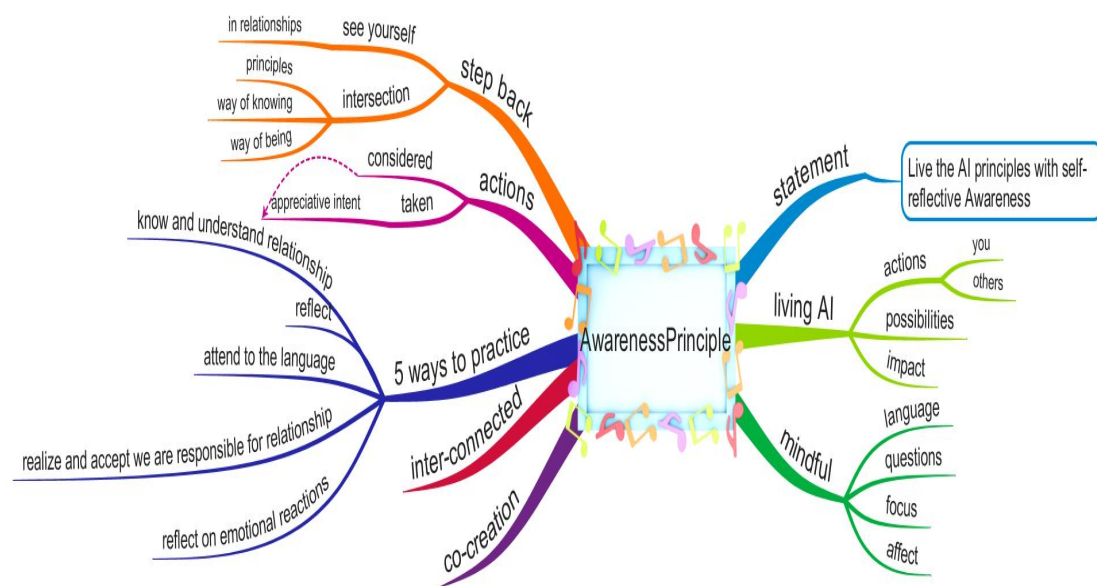 AwarenessPrinciple
statement
Live the AI principles with self-
reflective Awareness
living AI
actions
you
others
possibilities
impact
mindful
language
questions
focus
affect
co-creation
inter-connected
5 ways to practice
know and understand relationship
reflect
attend to the language
realize and accept we are responsible for relationship
reflect on emotional reactions
actions
considered
taken
appreciative intent
step back
see yourself
in relationships
intersection
principles
way of knowing
way of being